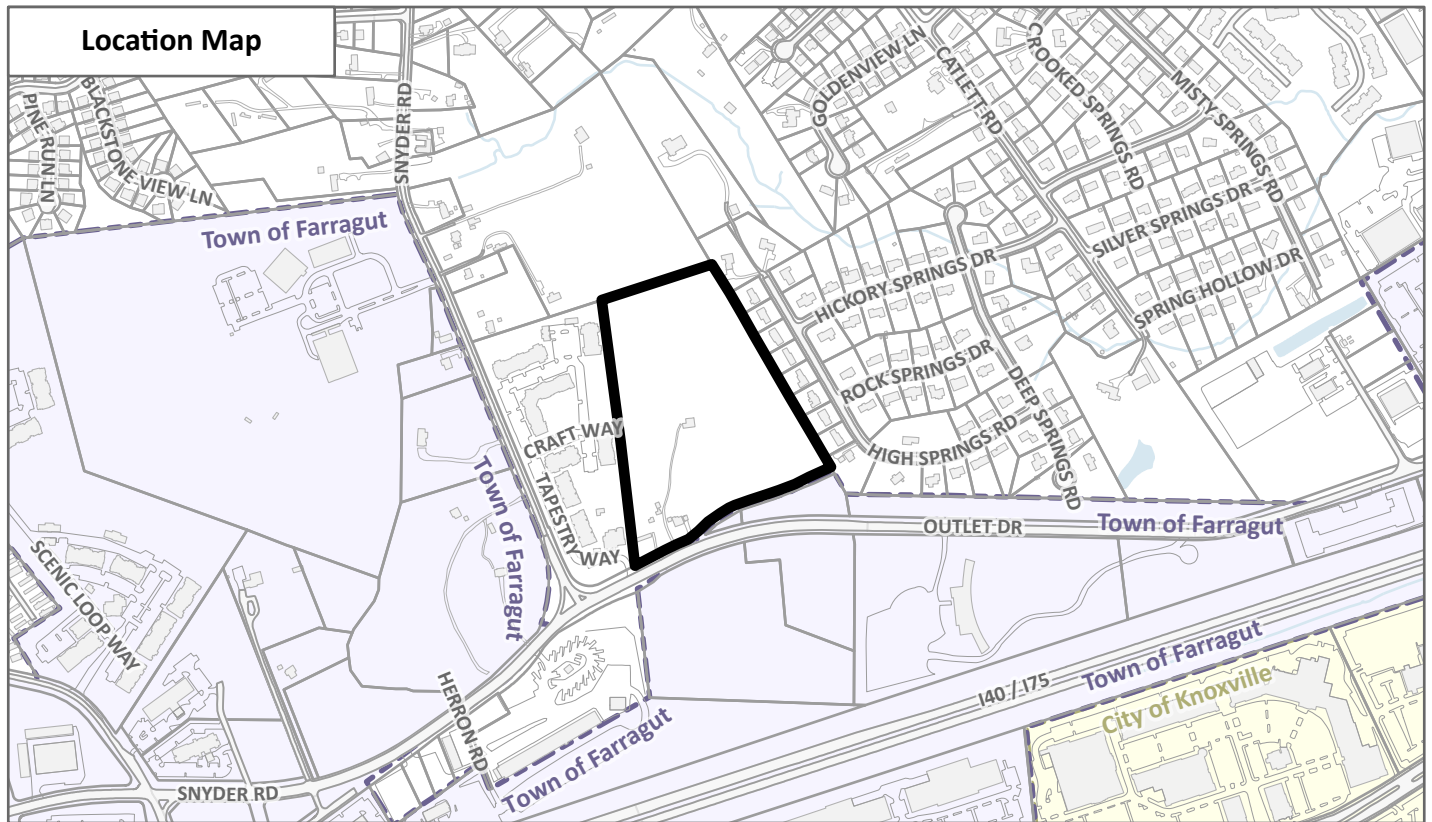 Location Map
PINE RUN LN
BLACKSTONE VIEW LN
SNYDER RD
GOLDENVIEW LN
CATLETT RD
CROOKED SPRINGS RD
MISTY SPRINGS RD
Town of Farragut
HICKORY SPRINGS DR
SILVER SPRINGS DR
SPRING HOLLOW DR
ROCK SPRINGS DR
DEEP SPRINGS RD
HIGH SPRINGS RD
CRAFT WAY
TAPESTRY WAY
Town of Farragut
OUTLET DR
Town of Farragut
SCENIC LOOP WAY
HERRON RD
I40 / I75
Town of Farragut
City of Knoxville
Town of Farragut
SNYDER RD